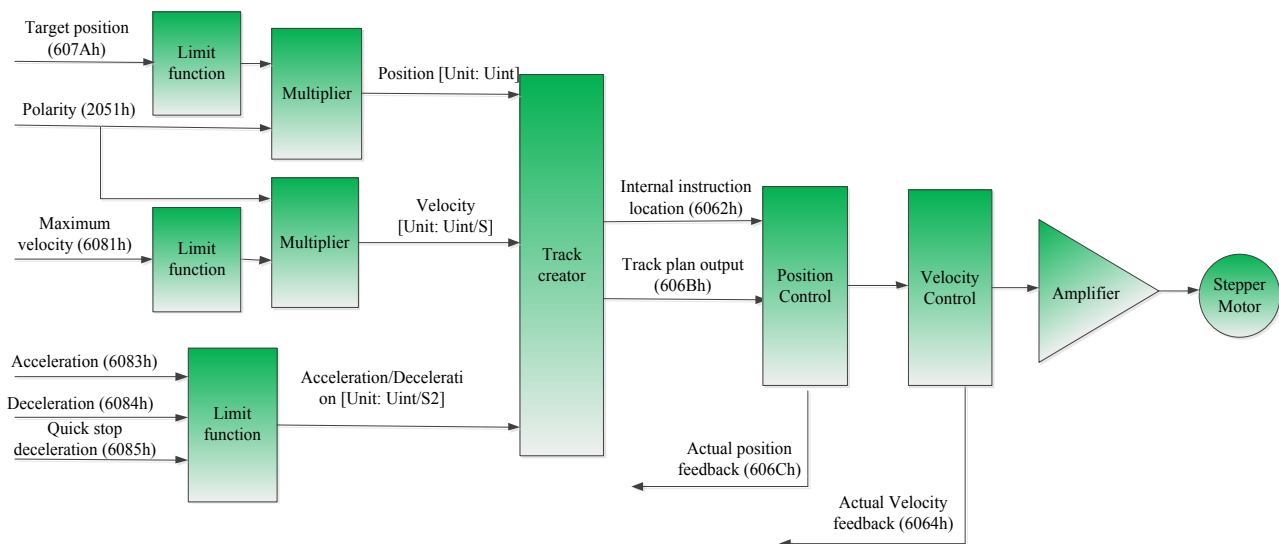 Target position
(607Ah)
Limit
function
Multiplier
Position [Unit: Uint]
Polarity (2051h)
Maximum
velocity (6081h)
Limit
function
Multiplier
Velocity
[Unit: Uint/S]
Acceleration (6083h)
Deceleration (6084h)
Quick stop
deceleration (6085h)
Limit
function
Acceleration/Decelerati
on [Unit: Uint/S2]
Track
creator
Internal instruction
location (6062h)
Track plan output
(606Bh)
Position
Control
Velocity
Control
Amplifier
Stepper
Motor
Actual position
feedback (606Ch)
Actual Velocity
feedback (6064h)